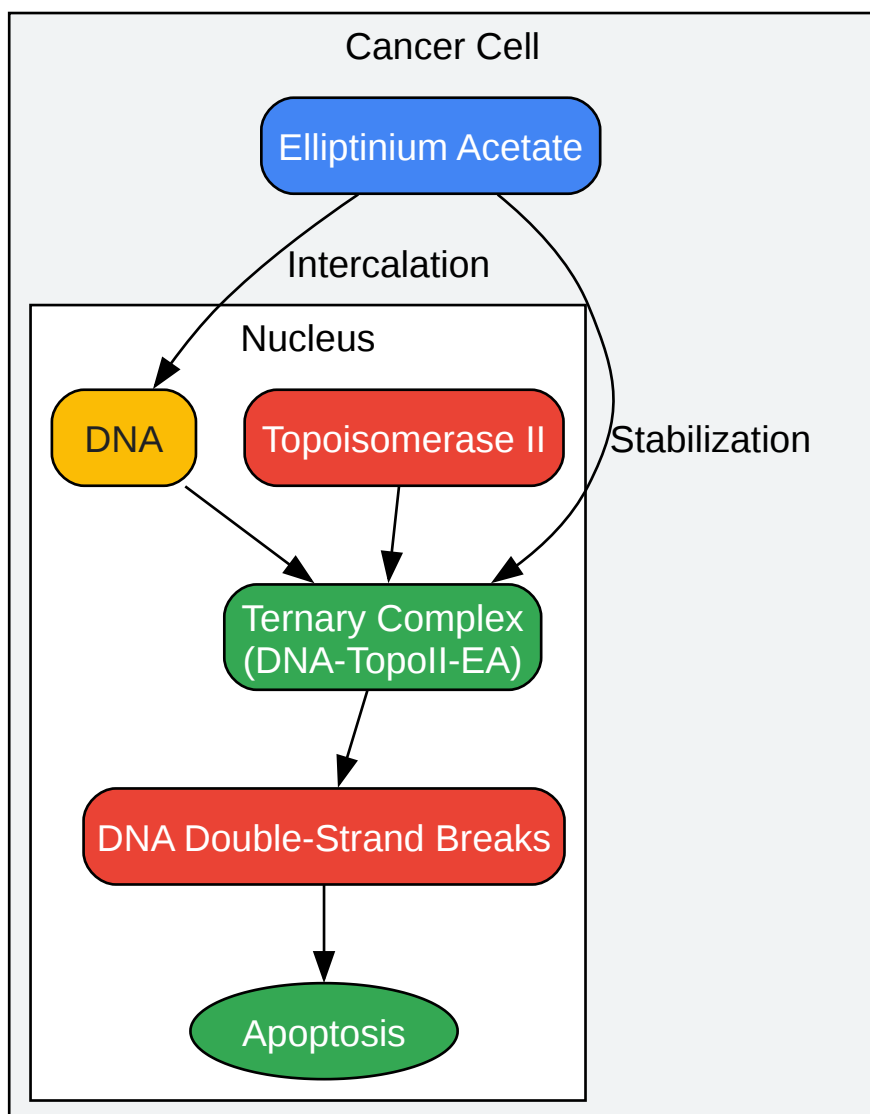 Cancer Cell
Elliptinium Acetate
Intercalation
Nucleus
DNA
Topoisomerase II
Stabilization
Ternary Complex
(DNA-TopoII-EA)
DNA Double-Strand Breaks
Apoptosis